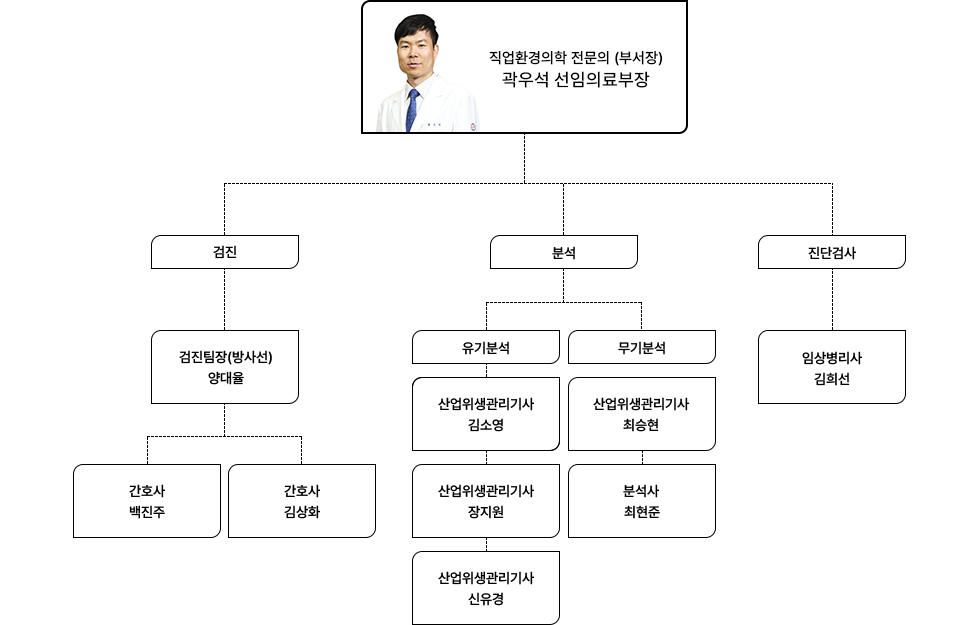 직업환경의학 전문의 (부서장)
곽우석 선임의료부장
검진
분석
진단검사
검진팀장(방사선)
양대율
유기분석
무기분석
임상병리사
김희선
산업위생관리기사
김소영
산업위생관리기사
최승현
간호사
백진주
간호사
김상화
산업위생관리기사
장지원
분석사
최현준
산업위생관리기사
신유경